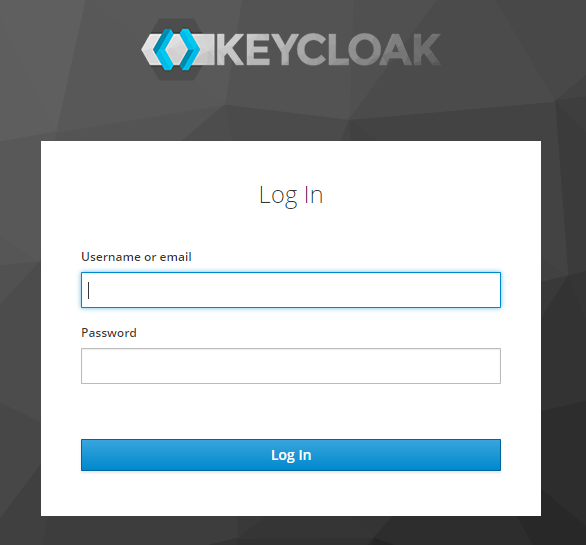 KEYCLOAK
Log In
Username or email
Password
Log In